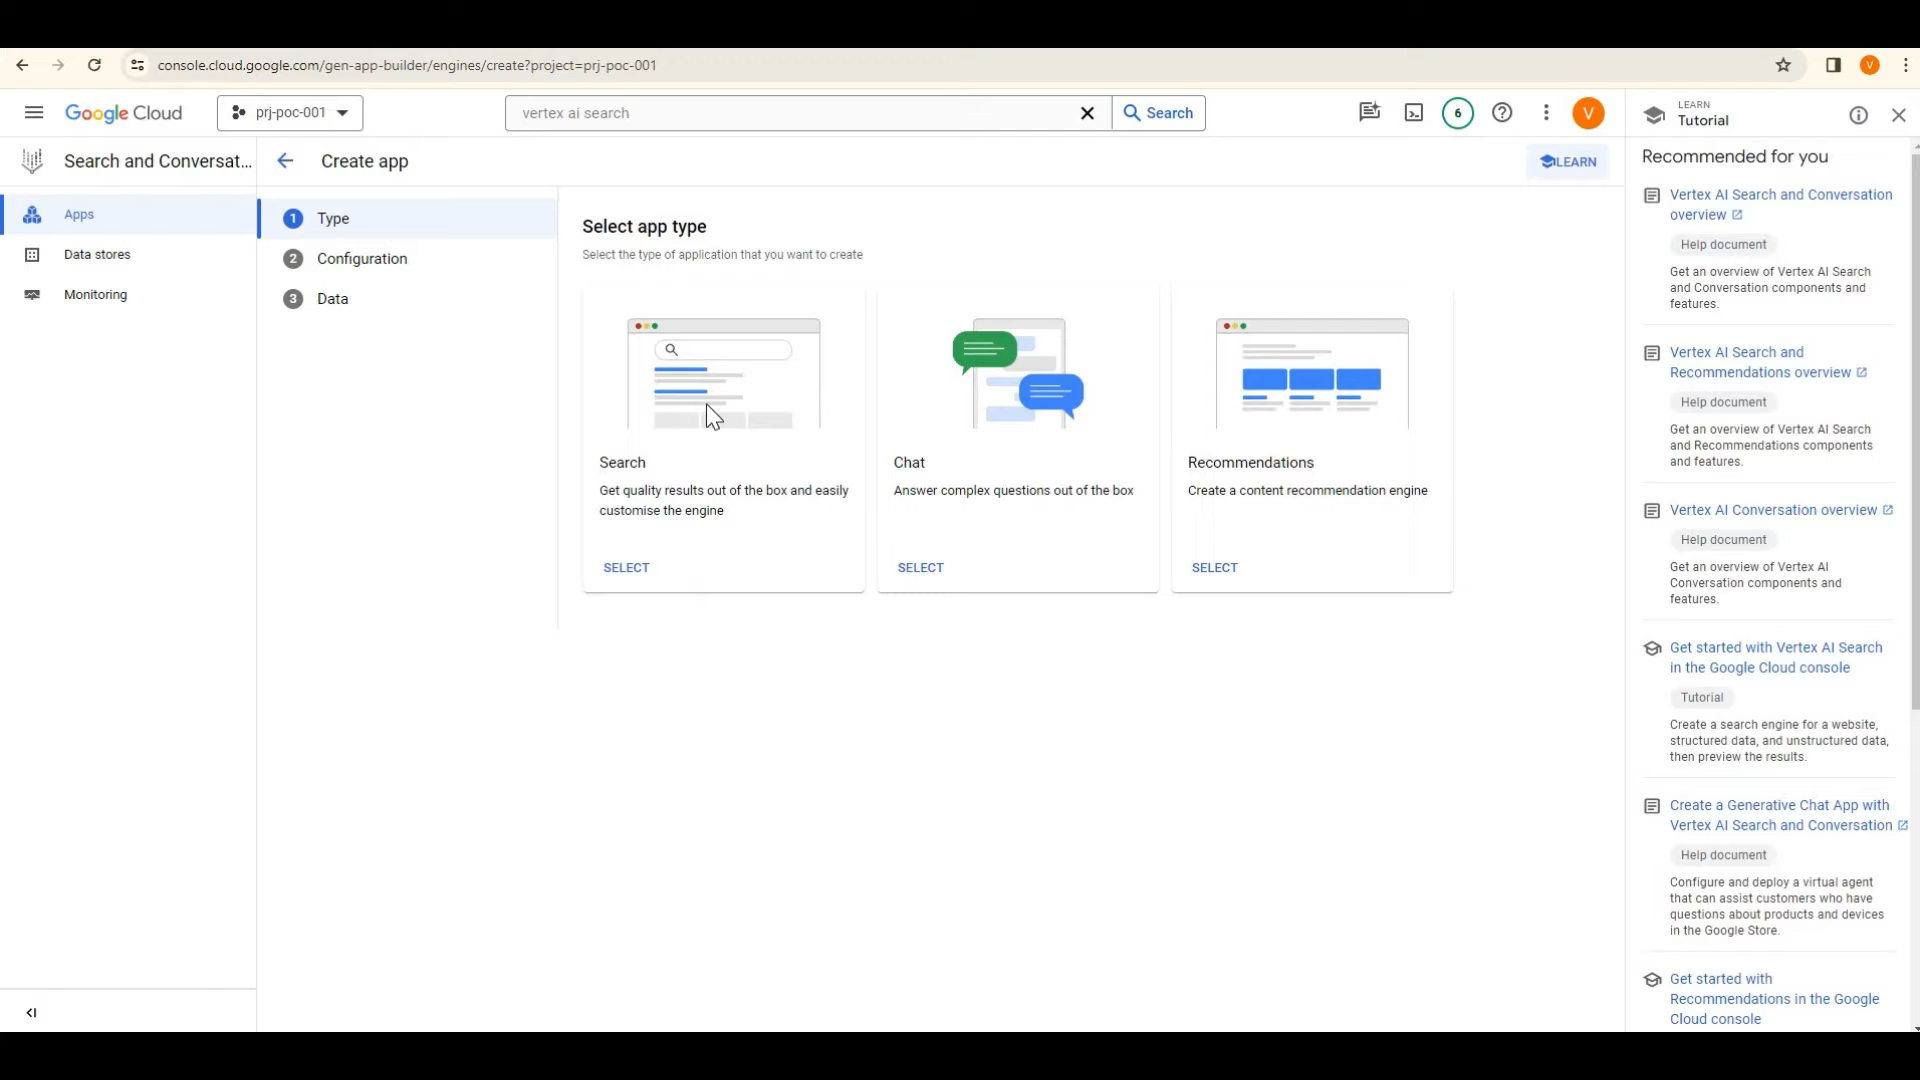 console.cloud.google.com/gen-app-builder/engines/create?project=prj-poc-001
V
Google Cloud
prj-poc-001
vertex ai search
Search
6
V
LEARN
Tutorial
Search and Conversat...
Create app
LEARN
Recommended for you
Apps
Data stores
Monitoring
1 Type
2 Configuration
3 Data
Select app type
Select the type of application that you want to create
Search
Get quality results out of the box and easily
customise the engine
SELECT
Chat
Answer complex questions out of the box
SELECT
Recommendations
Create a content recommendation engine
SELECT
Vertex AI Search and Conversation
overview
Help document
Get an overview of Vertex AI Search
and Conversation components and
features.
Vertex AI Search and
Recommendations overview
Help document
Get an overview of Vertex AI Search
and Recommendations components
and features.
Vertex AI Conversation overview
Help document
Get an overview of Vertex AI
Conversation components and
features.
Get started with Vertex AI Search
in the Google Cloud console
Tutorial
Create a search engine for a website,
structured data, and unstructured data,
then preview the results.
Create a Generative Chat App with
Vertex AI Search and Conversation
Help document
Configure and deploy a virtual agent
that can assist customers who have
questions about products and devices
in the Google Store.
Get started with
Recommendations in the Google
Cloud console